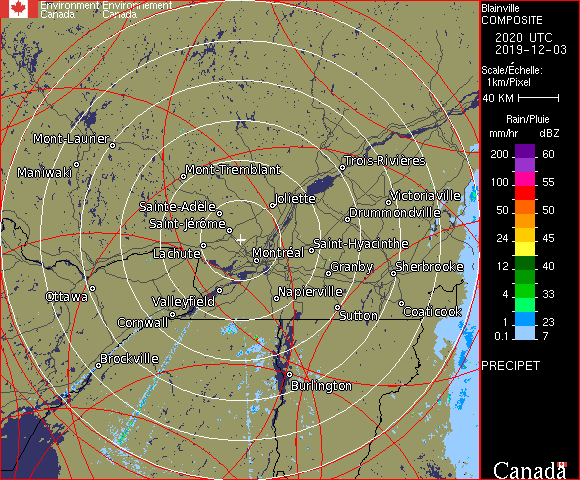 Environment Environnement
Canada Canada
Blainville
COMPOSITE
2020 UTC
2019-12-03
Scale/Échelle:
1km/Pixel
40 KM
Rain/Pluie
mm/hr dBZ
200 60
100 55
50 50
24 45
12 40
4 33
1 23
0.1 7
PRECIPET
Mont-Laurier
Maniwaki
Mont-Tremblant
Trois-Rivières
Joliette
Victoriaville
Sainte-Adèle
Drummondville
Saint-Jérôme
Saint-Hyacinthe
Lachute
Montréal
Granby
Sherbrooke
Ottawa
Valleyfield
Napierville
Cornwall
Sutton
Coaticook
Brockville
Burlington
Canada